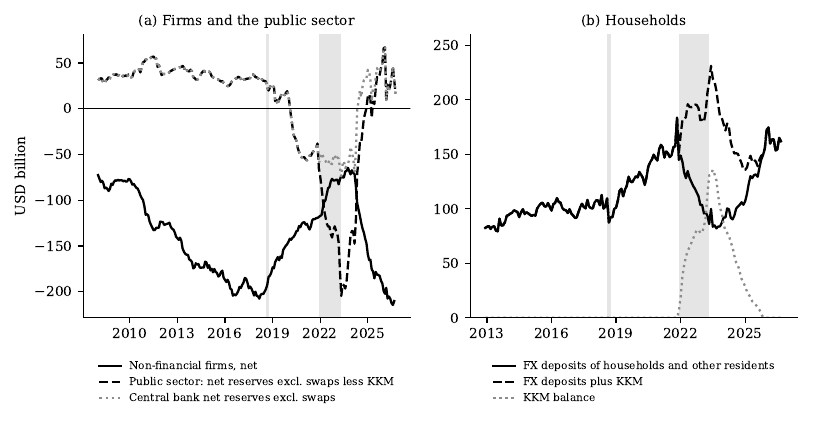 (a) Firms and the public sector
50
0
−50
−100
−150
−200
USD billion
2010 2013 2016 2019 2022 2025
Non-financial firms, net
Public sector: net reserves excl. swaps less KKM
Central bank net reserves excl. swaps
(b) Households
250
200
150
100
50
0
2013 2016 2019 2022 2025
FX deposits of households and other residents
FX deposits plus KKM
KKM balance